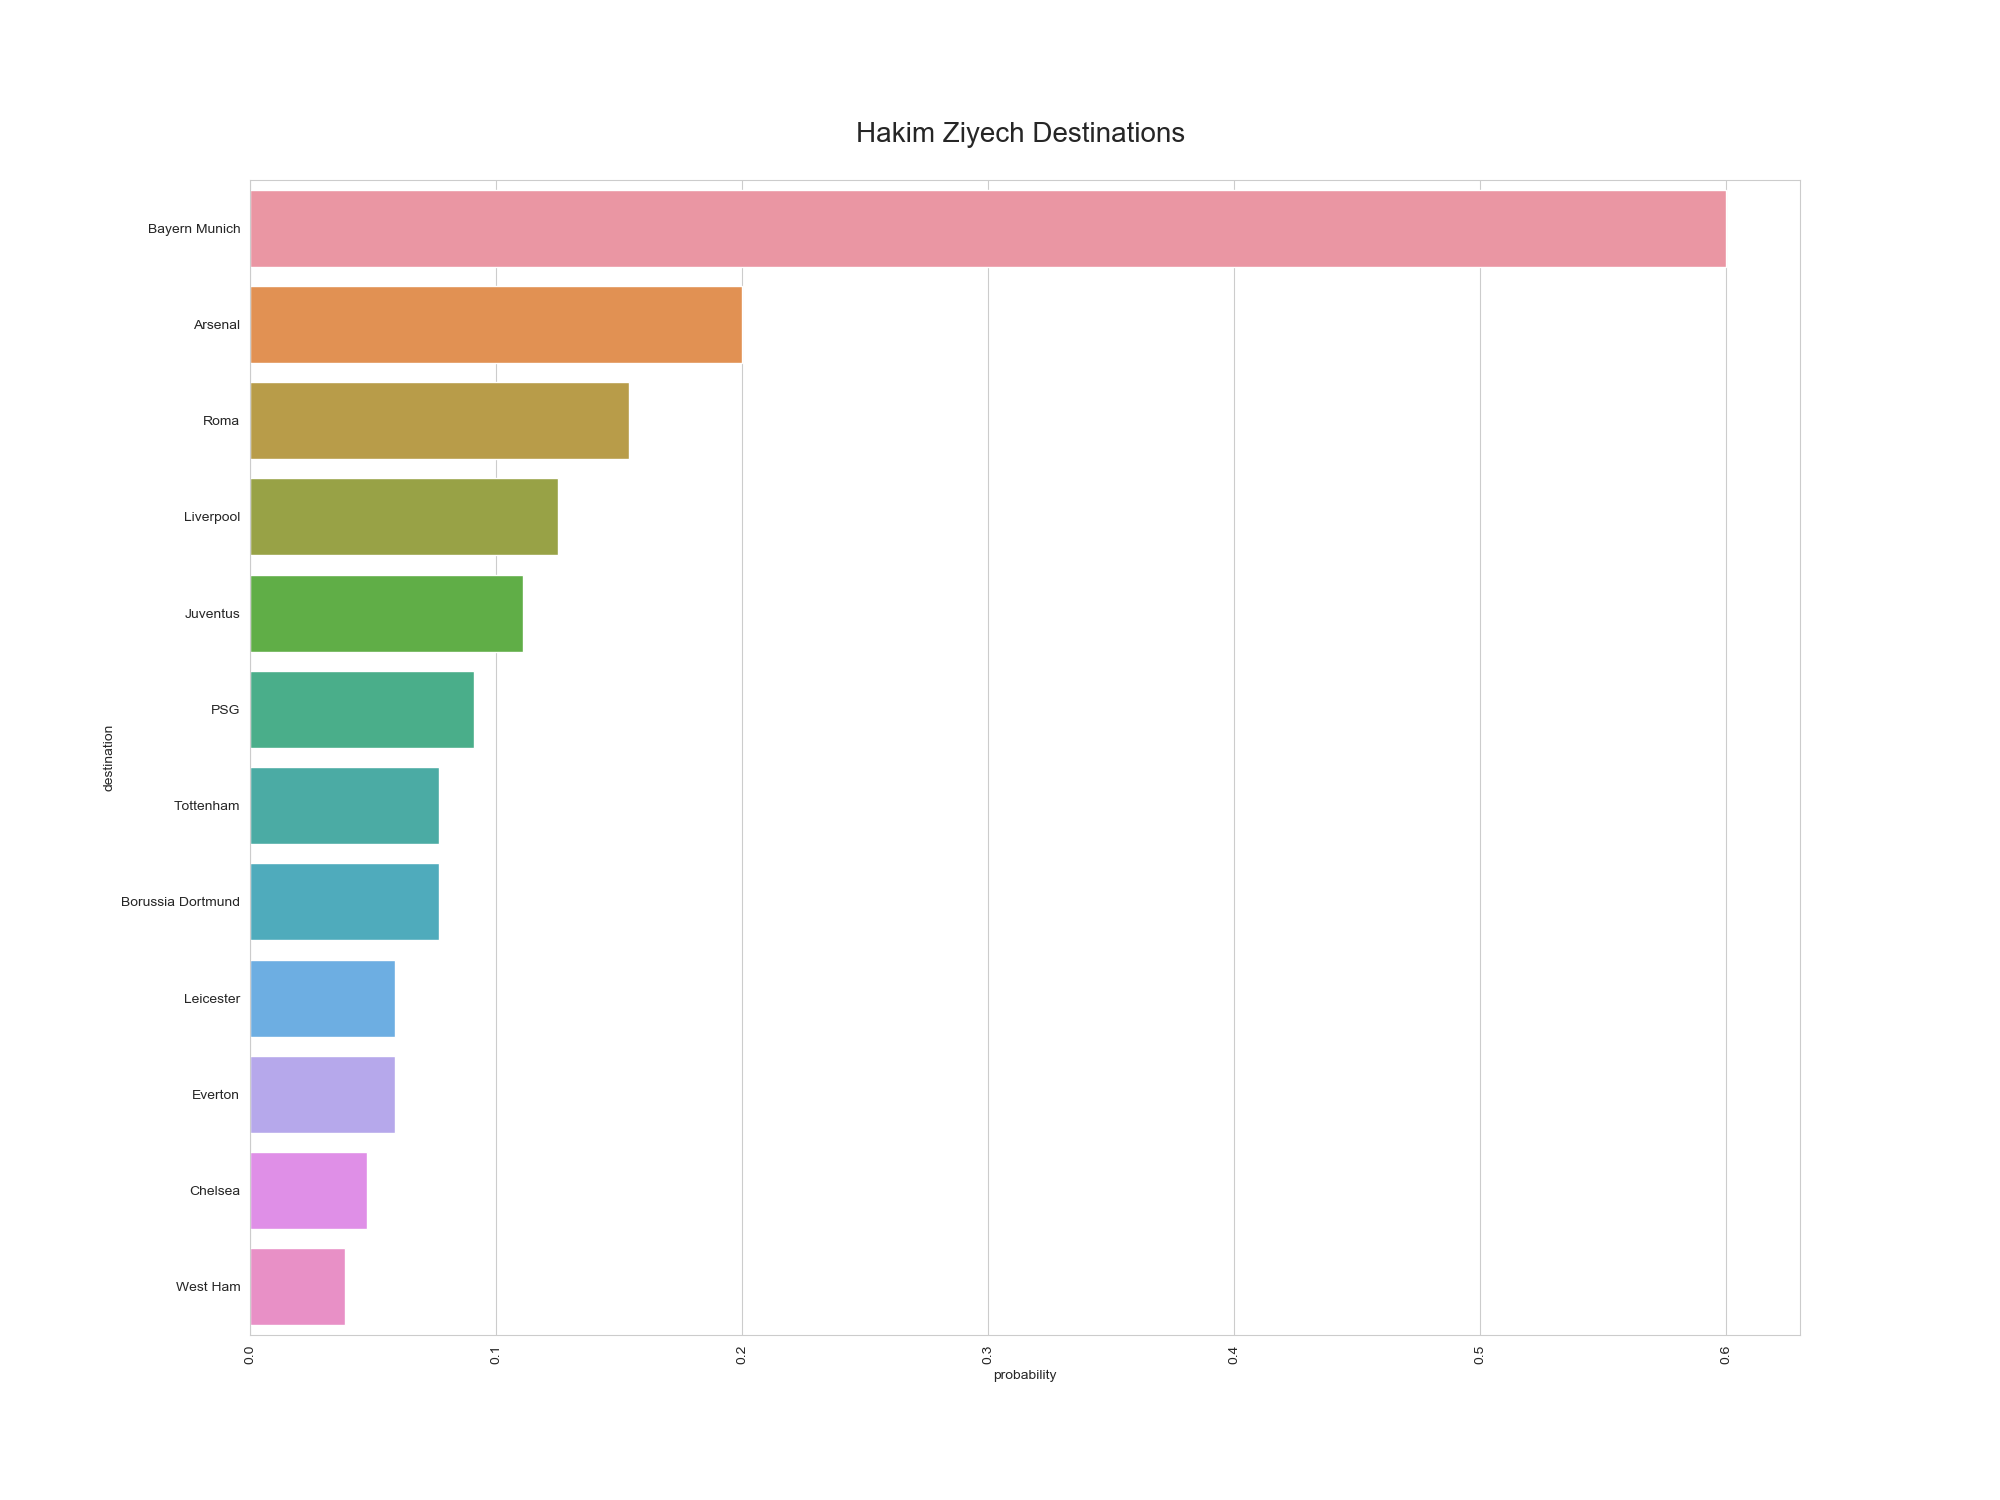 Hakim Ziyech Destinations
destination
Bayern Munich
Arsenal
Roma
Liverpool
Juventus
PSG
Tottenham
Borussia Dortmund
Leicester
Everton
Chelsea
West Ham
0.0 0.1 0.2 0.3 0.4 0.5 0.6
probability